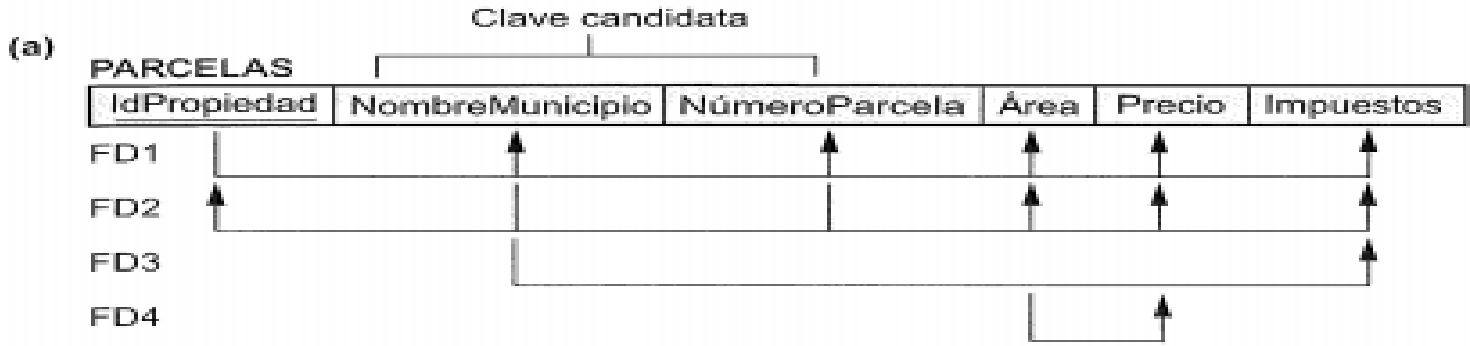 Clave candidata
(a)
PARCELAS
IdPropiedad NombreMunicipio NúmeroParcela Área Precio Impuestos
FD1
FD2
FD3
FD4